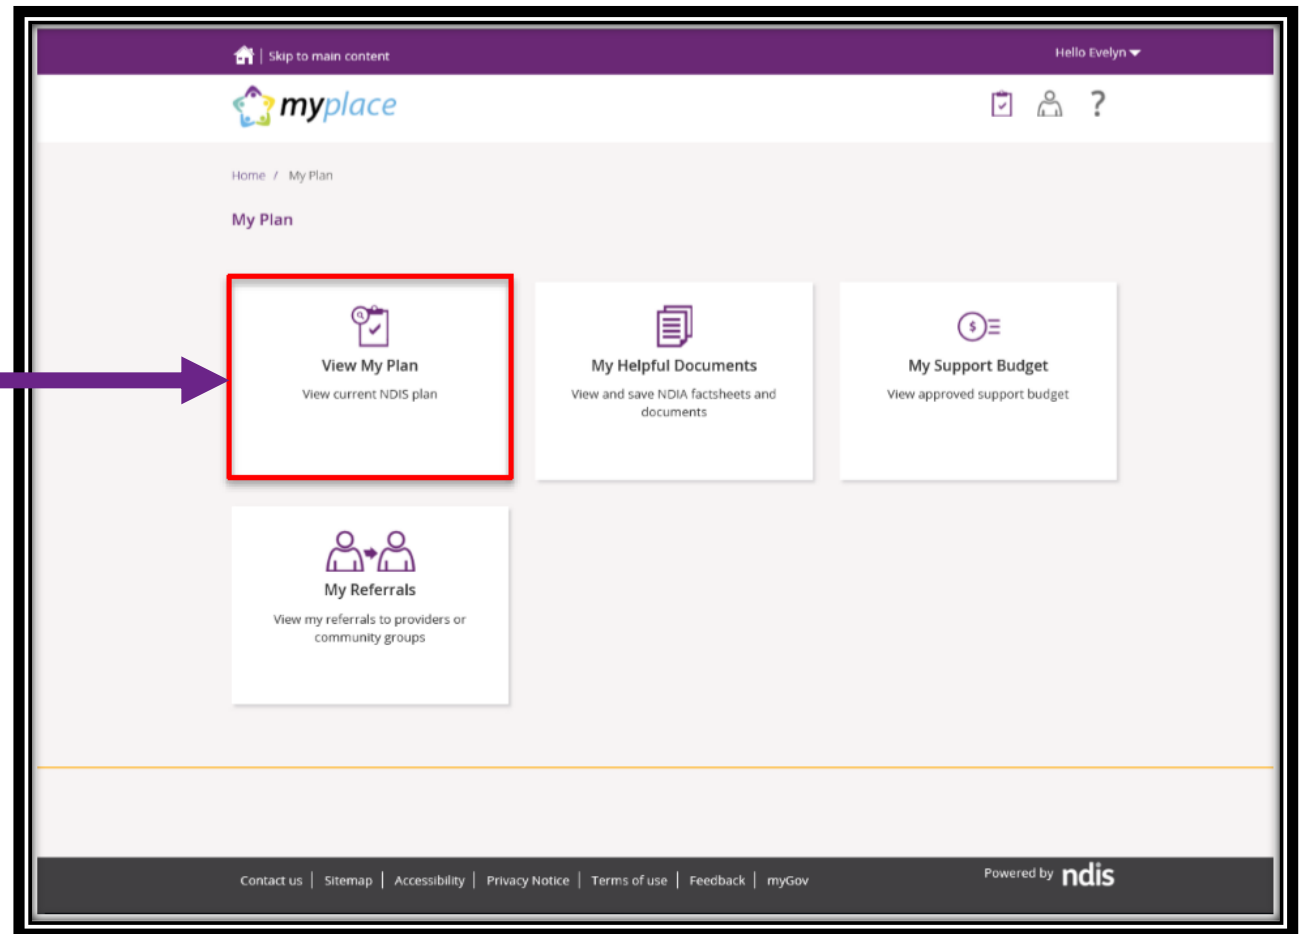 Skip to main content
Hello Evelyn
myplace
?
Home / My Plan
My Plan
View My Plan
View current NDIS plan
My Helpful Documents
View and save NDIA factsheets and
documents
$
My Support Budget
View approved support budget
My Referrals
View my referrals to providers or
community groups
Contact us | Sitemap | Accessibility | Privacy Notice | Terms of use | Feedback | myGov
Powered by ndis